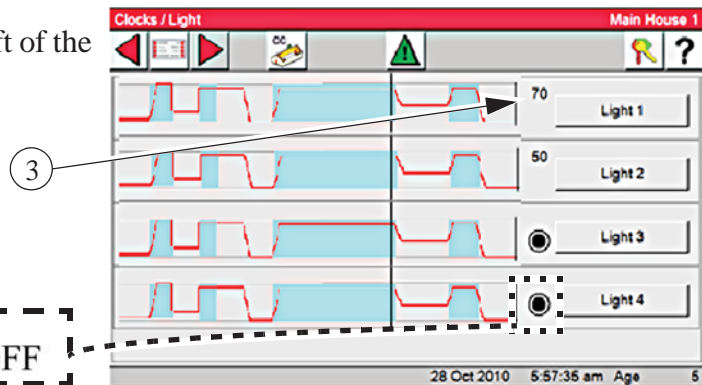 Clocks / Light Main House 1
ft of the
CC
?
70
Light 1
3
50
Light 2
Light 3
Light 4
FF
28 Oct 2010 5:57:35 am Age 5